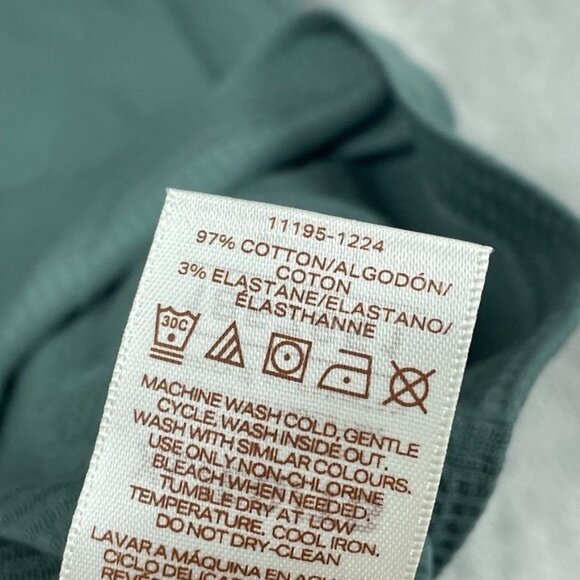 11195-1224
97% COTTON/ALGODÓN/
COTON
3% ELASTANE/ELASTANO/
ÉLASTHANNE
30C
MACHINE WASH COLD, GENTLE
CYCLE. WASH INSIDE OUT.
WASH WITH SIMILAR COLOURS.
USE ONLY NON-CHLORINE
BLEACH WHEN NEEDED.
TUMBLE DRY AT LOW
TEMPERATURE. COOL IRON.
DO NOT DRY-CLEAN
LAVAR A MÁQUINA EN AGUA
CICLO DELICADO